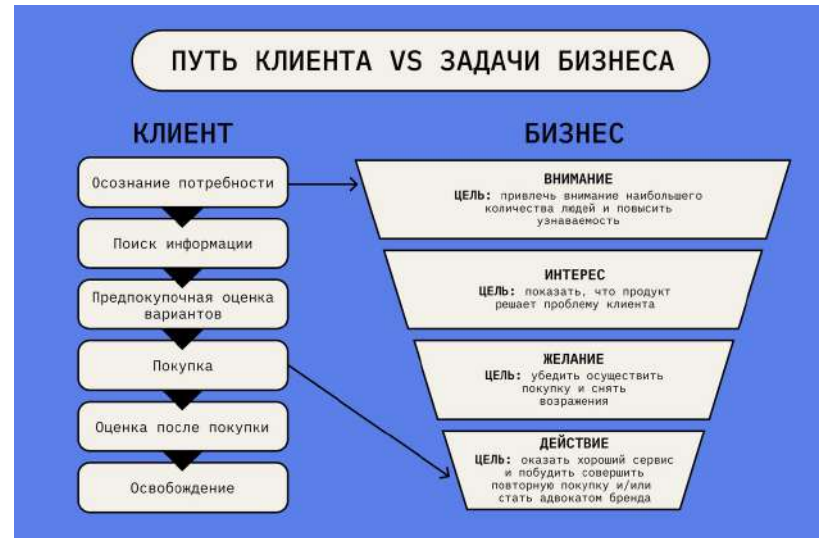 ПУТЬ КЛИЕНТА VS ЗАДАЧИ БИЗНЕСА
КЛИЕНТ
Осознание потребности
Поиск информации
Предпокупочная оценка
вариантов
Покупка
Оценка после покупки
Освобождение
БИЗНЕС
ВНИМАНИЕ
ЦЕЛЬ: привлечь внимание наибольшего
количества людей и повысить
узнаваемость
ИНТЕРЕС
ЦЕЛЬ: показать, что продукт
решает проблему клиента
ЖЕЛАНИЕ
ЦЕЛЬ: убедить осуществить
покупку и снять
возражения
ДЕЙСТВИЕ
ЦЕЛЬ: оказать хороший сервис
и побудить совершить
повторную покупку и/или
стать адвокатом бренда